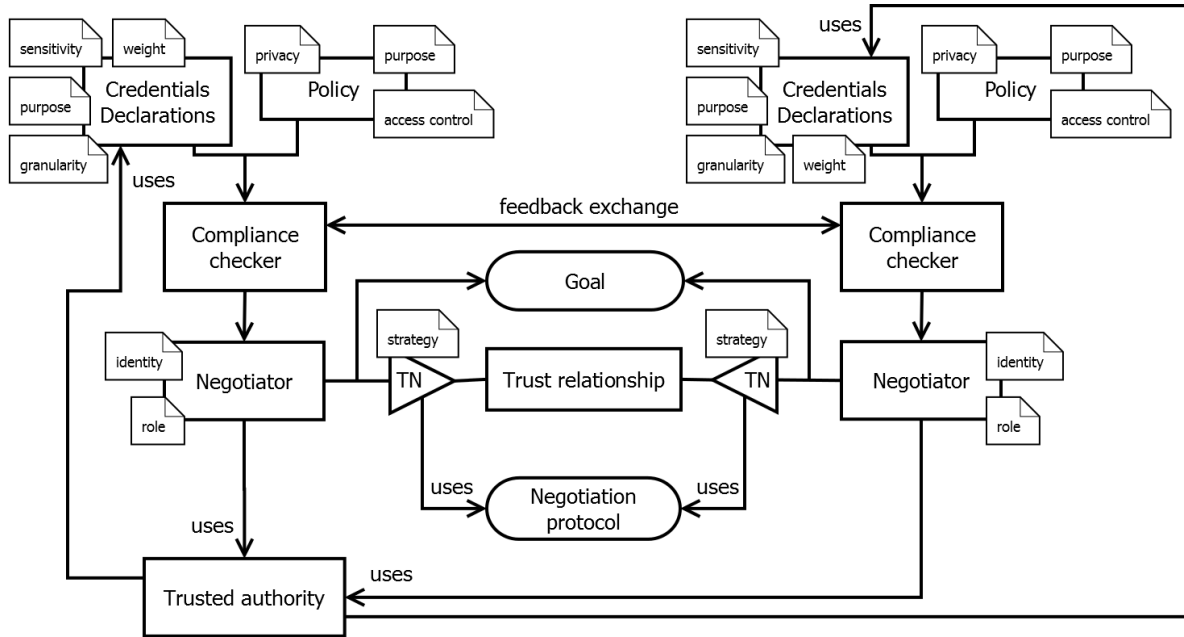 uses
sensitivity
weight
privacy
purpose
sensitivity
privacy
purpose
Credentials
Declarations
Policy
purpose
access control
Credentials
Declarations
Policy
purpose
access control
granularity
uses
granularity
weight
Compliance
checker
feedback exchange
Compliance
checker
Goal
identity
Negotiator
strategy
TN
Trust relationship
strategy
TN
Negotiator
identity
role
role
uses
Negotiation
protocol
uses
uses
uses
Trusted authority